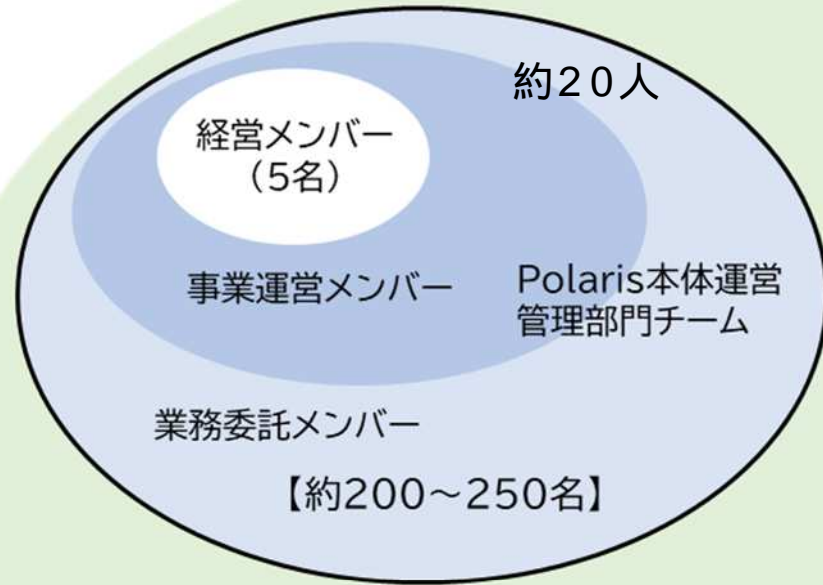 約20人
経営メンバー
（5名）
事業運営メンバー
Polaris本体運営
管理部門チーム
業務委託メンバー
【約200～250名】